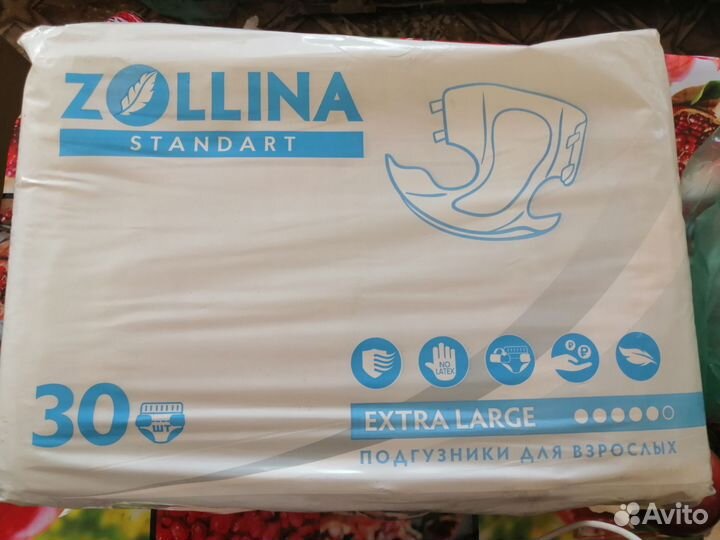 ZOLLINA
STANDART
NO
LATEX
₽ ₽
30 ШТ
EXTRA LARGE
ПОДГУЗНИКИ ДЛЯ ВЗРОСЛЫХ
Avito